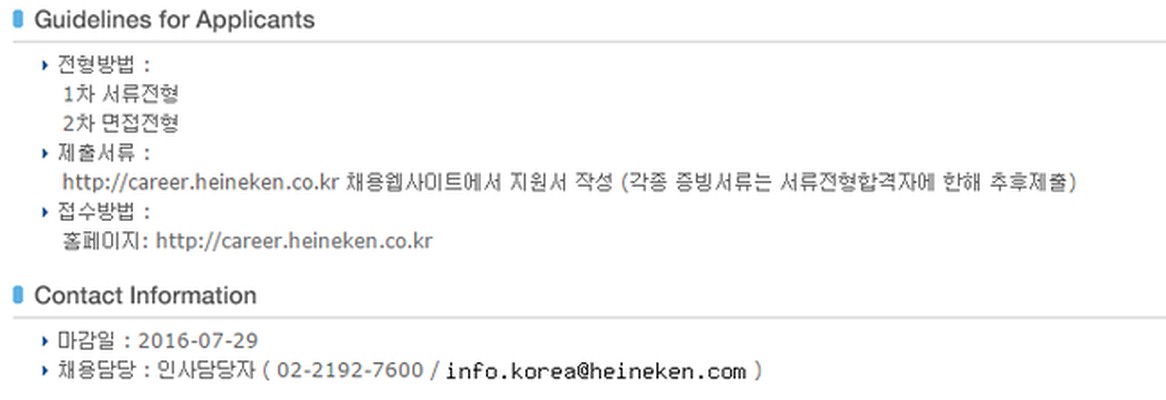 Guidelines for Applicants
전형방법 :
1차 서류전형
2차 면접전형
제출서류 :
http://career.heineken.co.kr 채용웹사이트에서 지원서 작성 (각종 증빙서류는 서류전형합격자에 한해 추후제출)
접수방법 :
홈페이지: http://career.heineken.co.kr
Contact Information
마감일 : 2016-07-29
채용담당 : 인사담당자 ( 02-2192-7600 / info.korea@heineken.com )